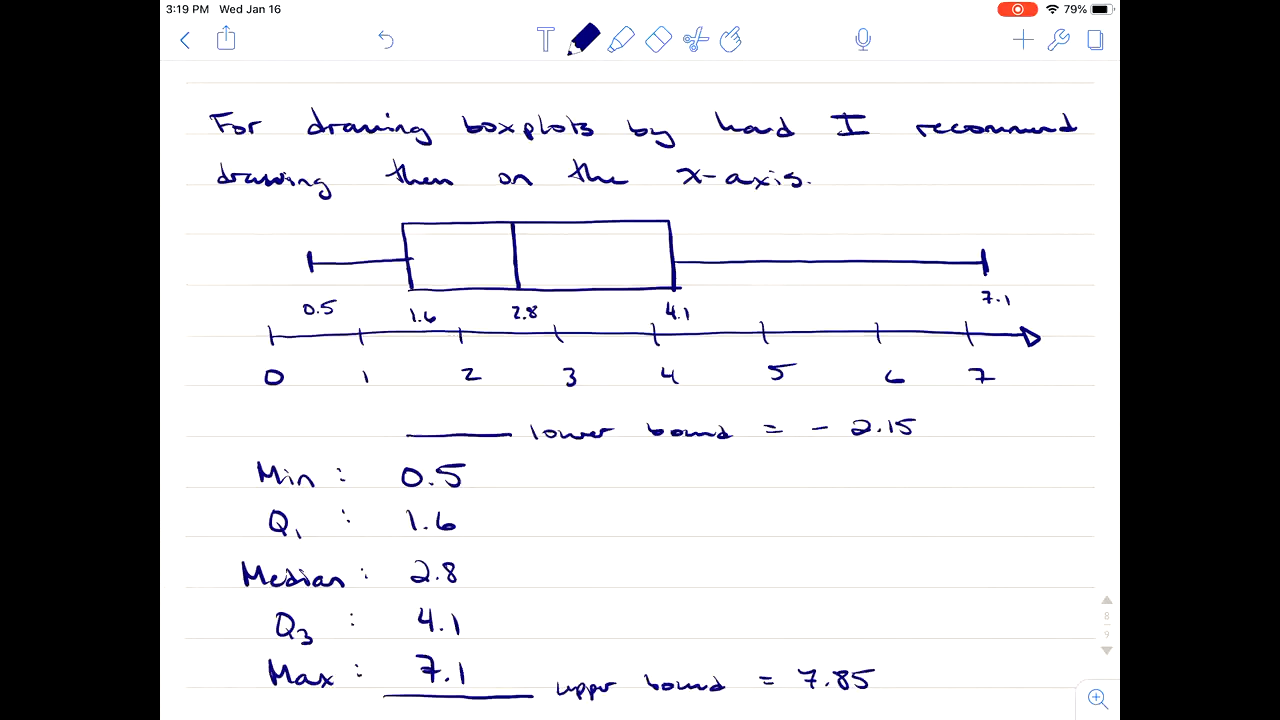 3:19 PM Wed Jan 16 79%
T
For drawing boxplots by hand I recommend
drawing then on the x-axis.
0.5 1.6 2.8 4.1 7.1
0 1 2 3 4 5 6 7
lower bound = - 2.15
Min : 0.5
Q1 : 1.6
Median : 2.8
Q3 : 4.1
8
9
Max : 7.1 upper bound = 7.85